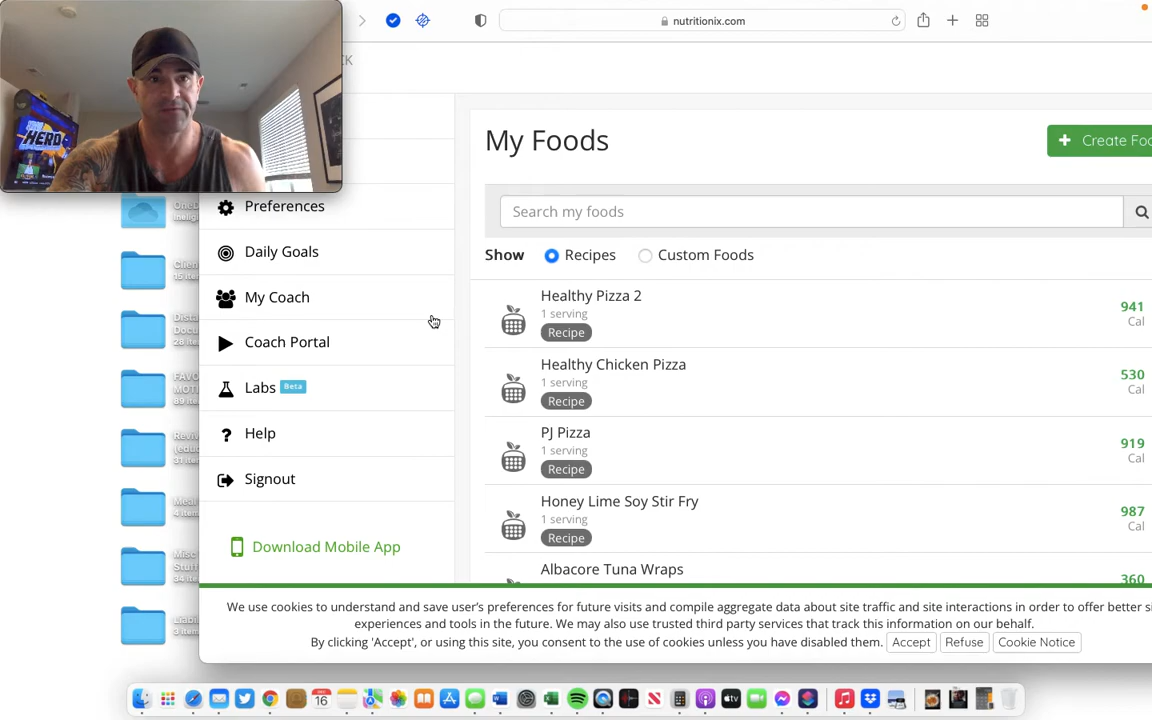 nutritionix.com
THE
HERD
My Foods
+ Create Foo
Preferences
Search my foods
Daily Goals
Show Recipes Custom Foods
My Coach
Healthy Pizza 2
1 serving
Recipe
941
Cal
Coach Portal
Healthy Chicken Pizza
1 serving
Recipe
530
Cal
Labs Beta
Help
PJ Pizza
1 serving
Recipe
919
Cal
Signout
Honey Lime Soy Stir Fry
1 serving
Recipe
987
Cal
Download Mobile App
Albacore Tuna Wraps
360
We use cookies to understand and save user's preferences for future visits and compile aggregate data about site traffic and site interactions in order to offer better si
experiences and tools in the future. We may also use trusted third party services that track this information on our behalf.
By clicking 'Accept', or using this site, you consent to the use of cookies unless you have disabled them. Accept Refuse Cookie Notice
16